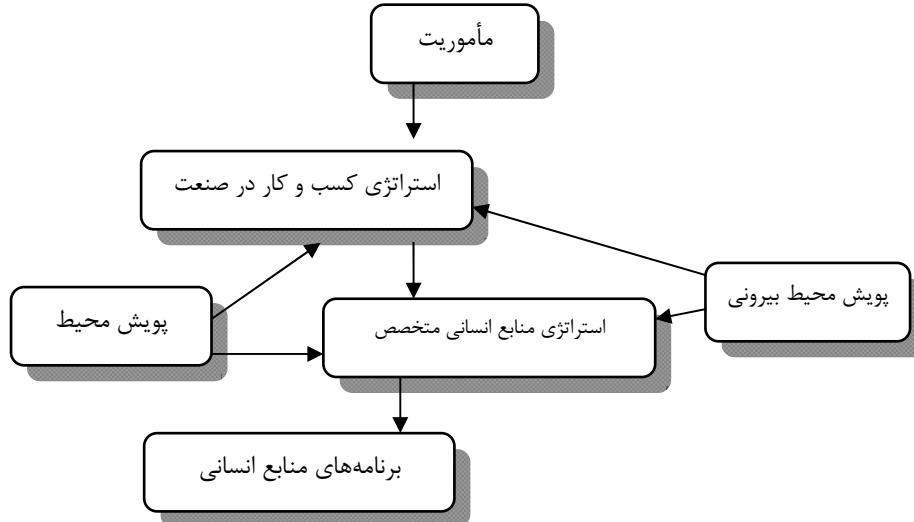 مأموریت
استراتژی کسب و کار در صنعت
پویش محیط بیرونی
پویش محیط
استراتژی منابع انسانی متخصص
برنامه‌های منابع انسانی